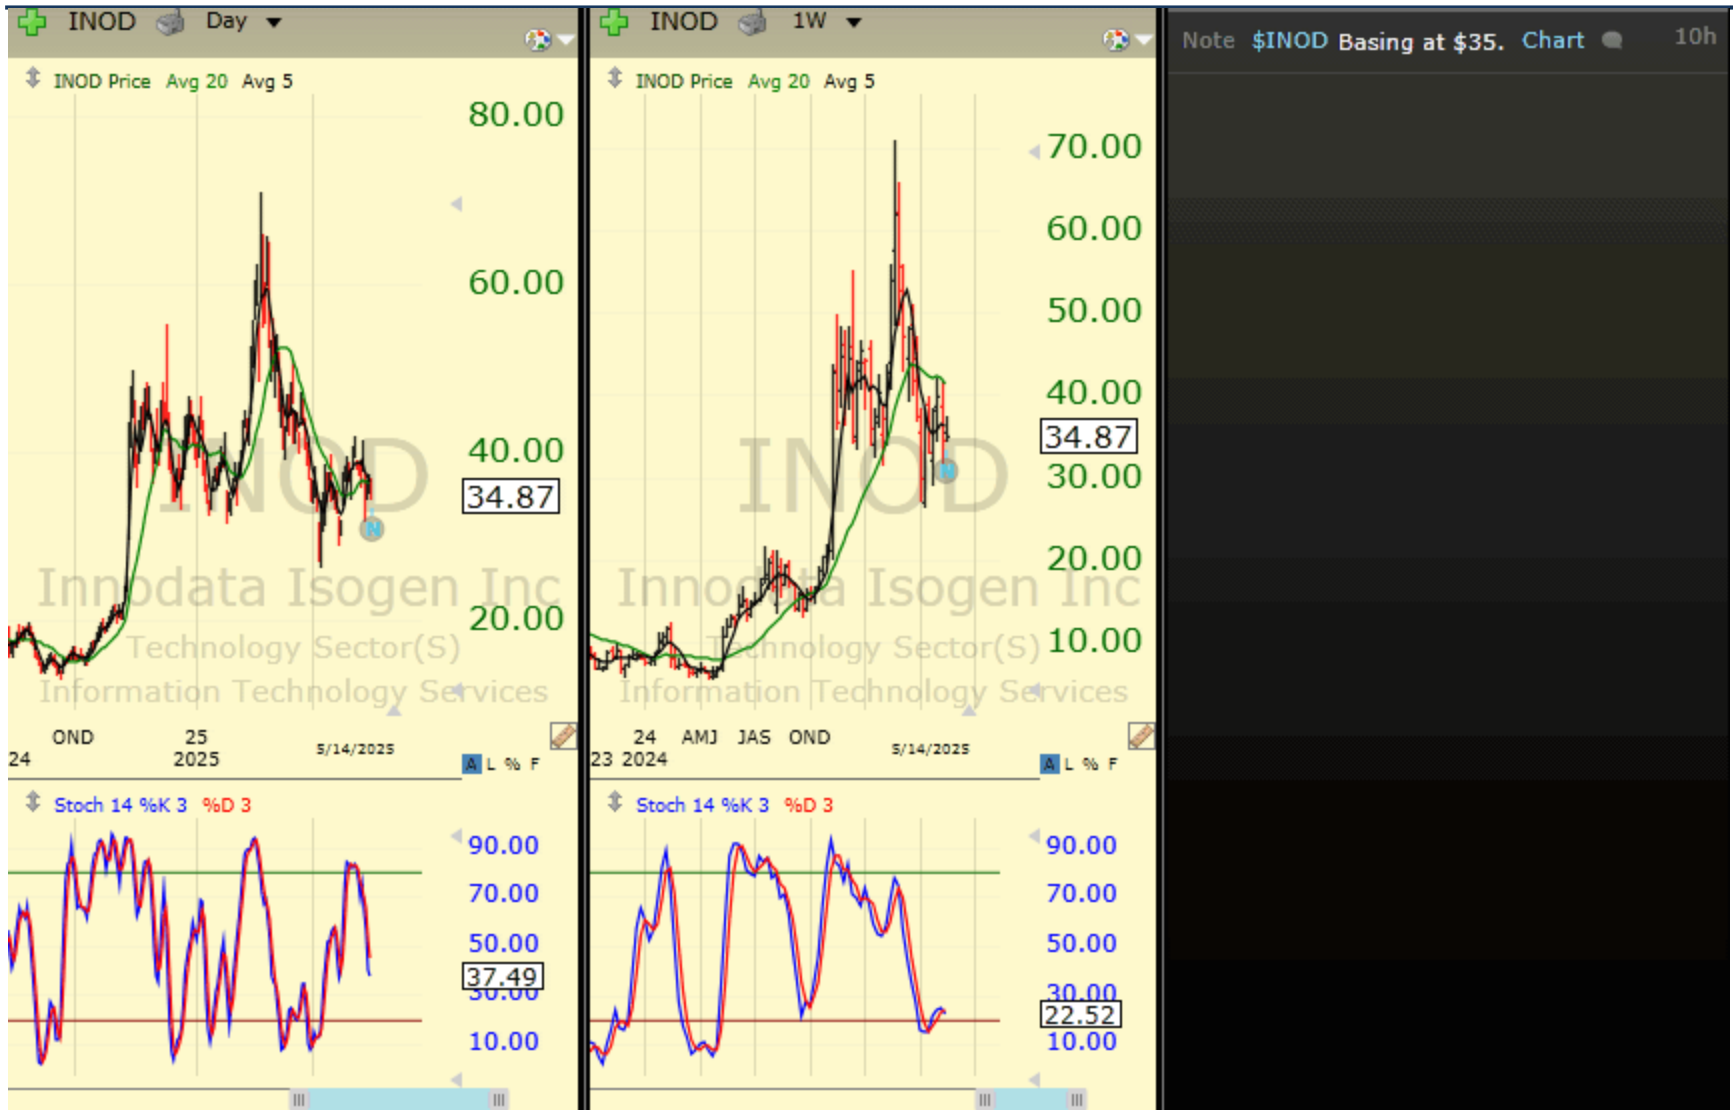 INOD Day
INOD Price Avg 20 Avg 5
80.00
60.00
40.00
34.87
20.00
INOD
Innodata Isogen Inc
Technology Sector(S)
Information Technology Services
OND 25
24 2025 5/14/2025
A L % F
Stoch 14 %K 3 %D 3
90.00
70.00
50.00
37.49
30.00
10.00
N
INOD 1W
INOD Price Avg 20 Avg 5
70.00
60.00
50.00
40.00
34.87
30.00
20.00
10.00
INOD
Innodata Isogen Inc
Technology Sector(S)
Information Technology Services
24 AMJ JAS OND
23 2024 5/14/2025
A L % F
Stoch 14 %K 3 %D 3
90.00
70.00
50.00
30.00
22.52
10.00
N
Note $INOD Basing at $35. Chart 10h